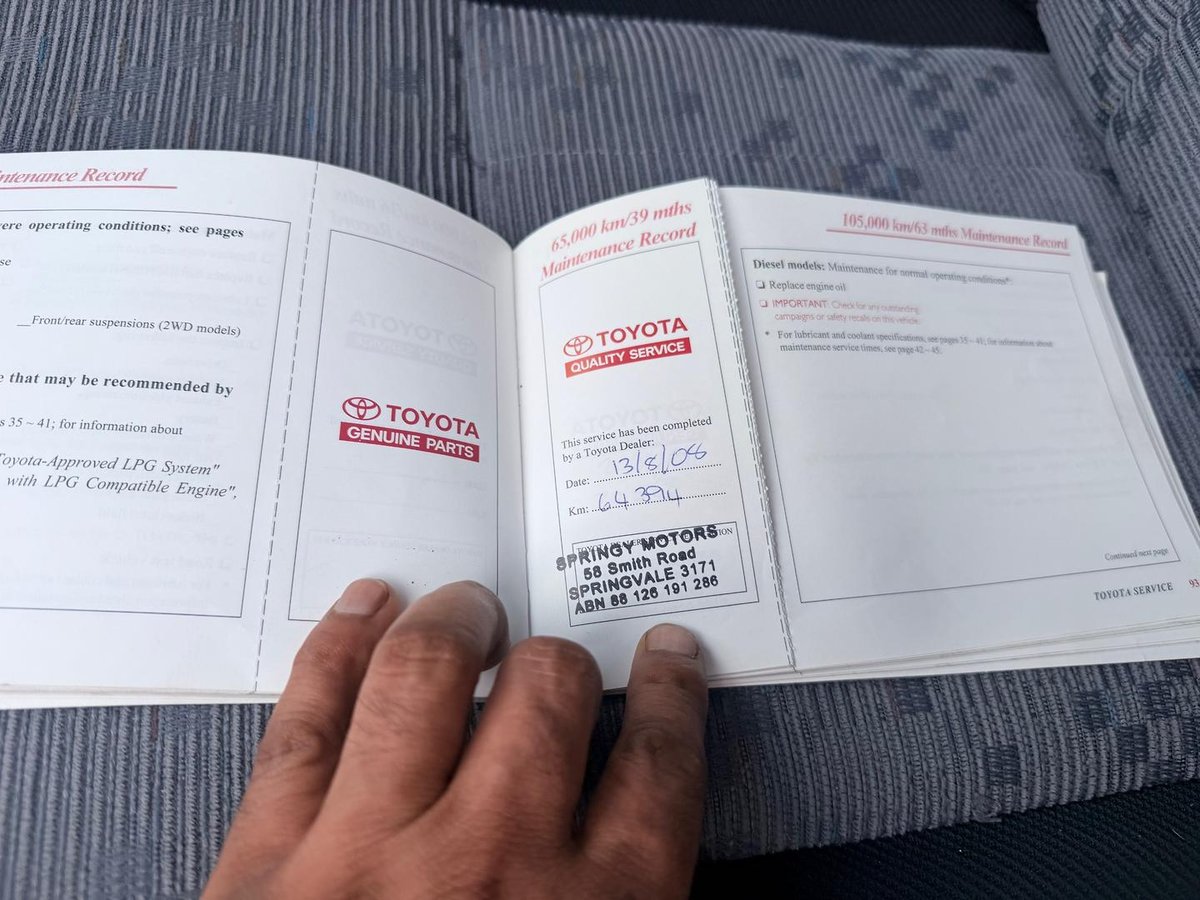 ntenance Record
ere operating conditions; see pages
se
__Front/rear suspensions (2WD models)
e that may be recommended by
s 35 ~ 41; for information about
oyota-Approved LPG System"
with LPG Compatible Engine",
TOYOTA
GENUINE PARTS
65,000 km/39 mths
Maintenance Record
TOYOTA
QUALITY SERVICE
This service has been completed
by a Toyota Dealer:
Date: 13/8/08
Km: 64394
SPRINGY MOTORS
58 Smith Road
SPRINGVALE 3171
ABN 88 126 191 286
105,000 km/63 mths Maintenance Record
Diesel models: Maintenance for normal operating conditions*:
❏ Replace engine oil
❏ IMPORTANT: Check for any outstanding
campaigns or safety recalls on this vehicle.
* For lubricant and coolant specifications, see pages 35 ~ 41; for information about
maintenance service times, see page 42 ~ 45.
Continued next page
TOYOTA SERVICE 93